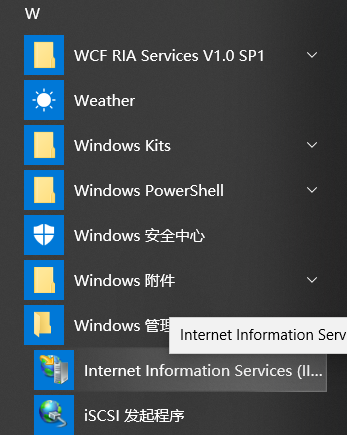 W
WCF RIA Services V1.0 SP1
Weather
Windows Kits
Windows PowerShell
Windows 安全中心
Windows 附件
Windows 管理
Internet Information Serv
Internet Information Services (II...
iSCSI 发起程序